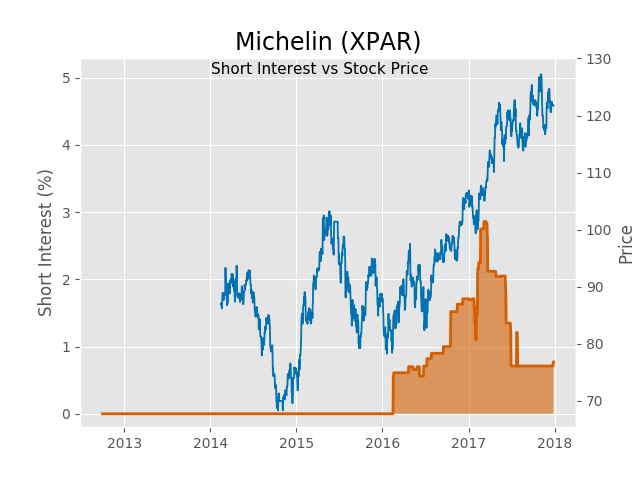 Michelin (XPAR)
Short Interest vs Stock Price
Short Interest (%)
5
4
3
2
1
0
130
120
110
100
90
80
70
Price
2013 2014 2015 2016 2017 2018